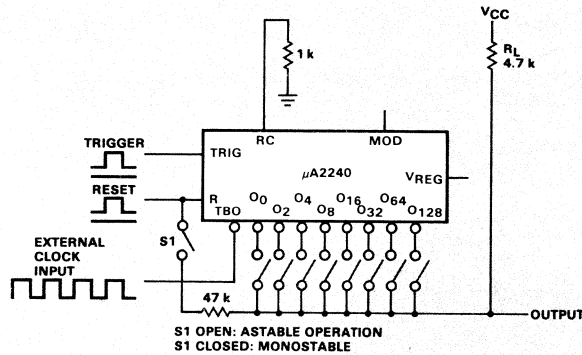 VCC
1 k
RL
4.7 k
RC
MOD
TRIGGER
TRIG
μA2240
VREG
RESET
R
TBO
O0
O2
O4
O8
O16
O32
O64
O128
S1
EXTERNAL
CLOCK
INPUT
47 k
OUTPUT
S1 OPEN: ASTABLE OPERATION
S1 CLOSED: MONOSTABLE